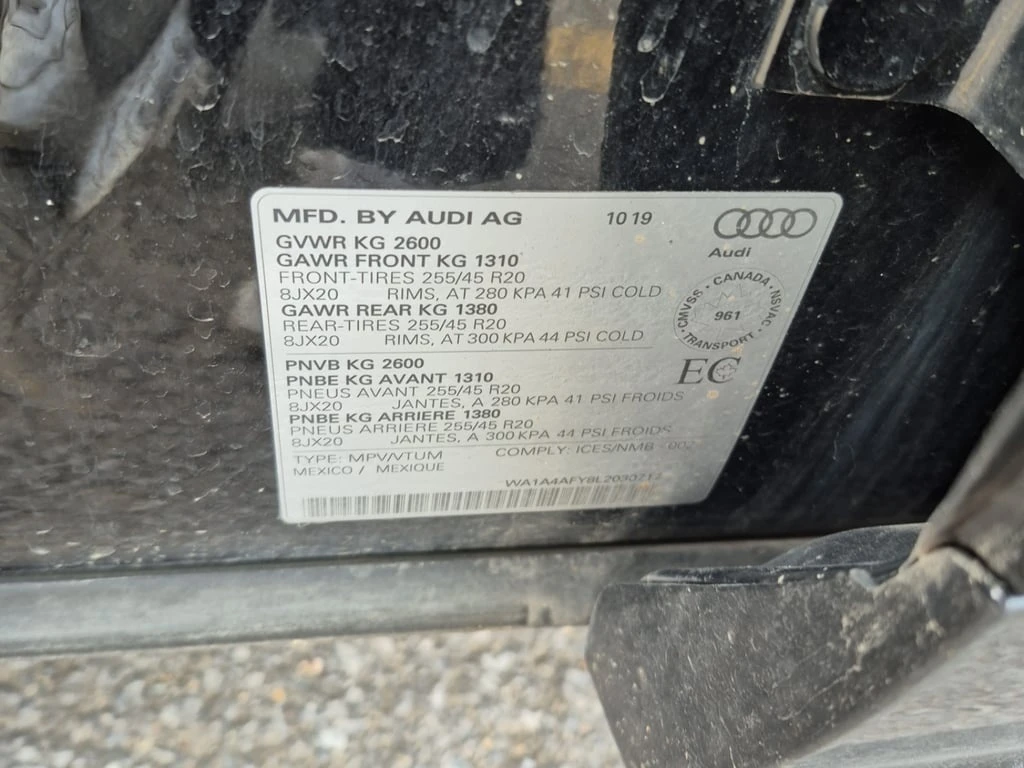 MFD. BY AUDI AG 10 19
Audi
GVWR KG 2600
GAWR FRONT KG 1310
FRONT-TIRES 255/45 R20
8JX20 RIMS, AT 280 KPA 41 PSI COLD
GAWR REAR KG 1380
REAR-TIRES 255/45 R20
8JX20 RIMS, AT 300 KPA 44 PSI COLD
CMVSS · CANADA · NSVAC · TRANSPORT
961
EC
PNVB KG 2600
PNBE KG AVANT 1310
PNEUS AVANT 255/45 R20
8JX20 JANTES, A 280 KPA 41 PSI FROIDS
PNBE KG ARRIERE 1380
PNEUS ARRIERE 255/45 R20
8JX20 JANTES, A 300 KPA 44 PSI FROIDS
TYPE: MPV/VTUM COMPLY: ICES/NMB - 002
MEXICO / MEXIQUE
WA1A4AFY8L2030717